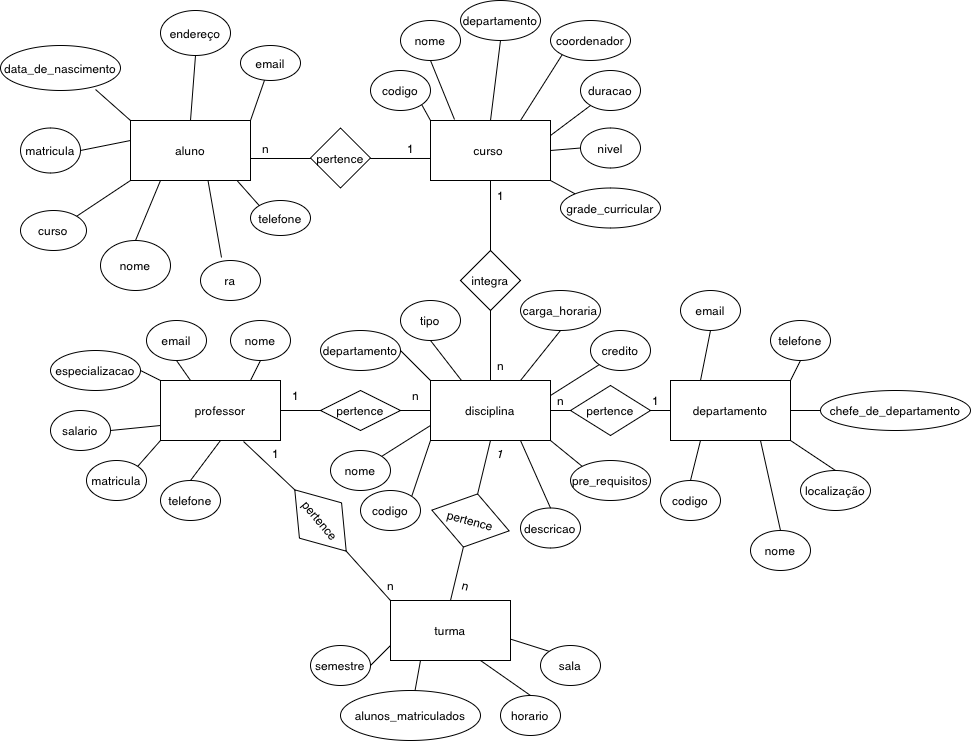 departamento
endereço
nome
coordenador
email
data_de_nascimento
codigo
duracao
matricula
aluno
n
pertence
1
curso
nivel
1
grade_curricular
telefone
curso
nome
ra
integra
email
carga_horaria
tipo
email
nome
telefone
departamento
credito
especializacao
n
1
n
n
1
professor
pertence
disciplina
pertence
departamento
chefe_de_departamento
salario
1
1
nome
matricula
pre_requisitos
telefone
codigo
codigo
localização
pertence
pertence
descricao
nome
n
n
turma
semestre
sala
alunos_matriculados
horario